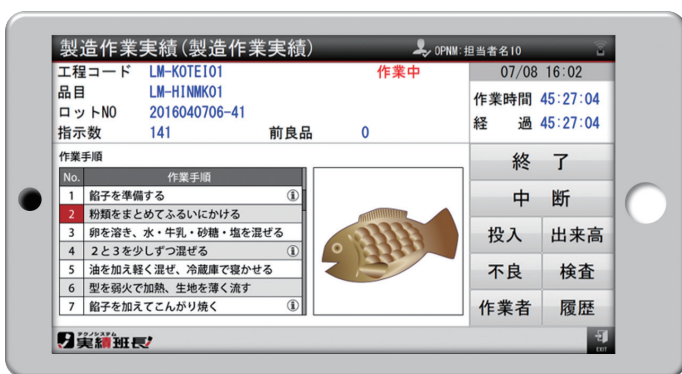 製造作業実績(製造作業実績) OPNM:担当者名10
工程コード LM-KOTEI01 作業中 07/08 16:02
品目 LM-HINMK01
ロットNO 2016040706-41
指示数 141 前良品 0
作業時間 45:27:04
経 過 45:27:04
作業手順
No. 作業手順
1 餡子を準備する
2 粉類をまとめてふるいにかける
3 卵を溶き、水・牛乳・砂糖・塩を混ぜる
4 2と3を少しずつ混ぜる
5 油を加え軽く混ぜ、冷蔵庫で寝かせる
6 型を弱火で加熱、生地を薄く流す
7 餡子を加えてこんがり焼く
終 了
中 断
投入 出来高
不良 検査
作業者 履歴
テクノシステム
実績班長
EXIT